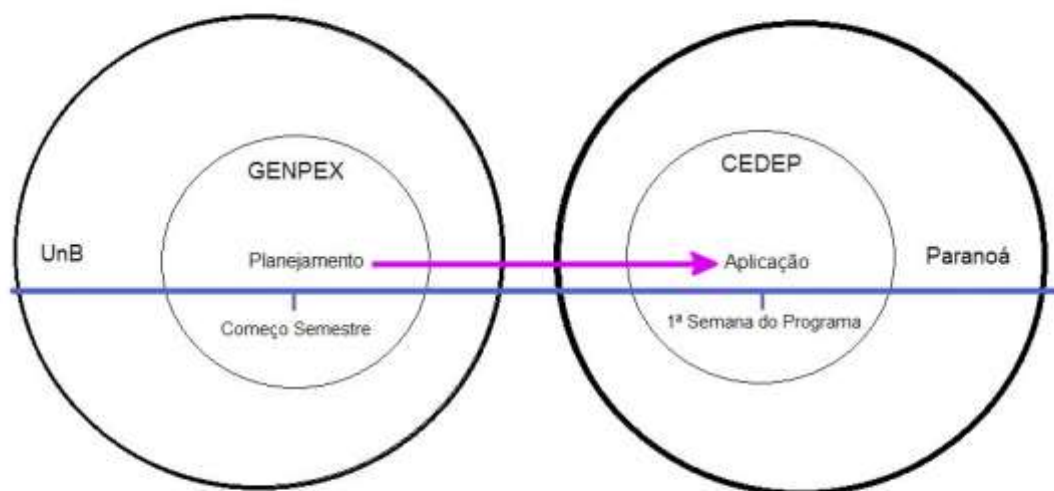 GENPEX
CEDEP
UnB
Planejamento
Aplicação
Paranoá
Começo Semestre
1ª Semana do Programa